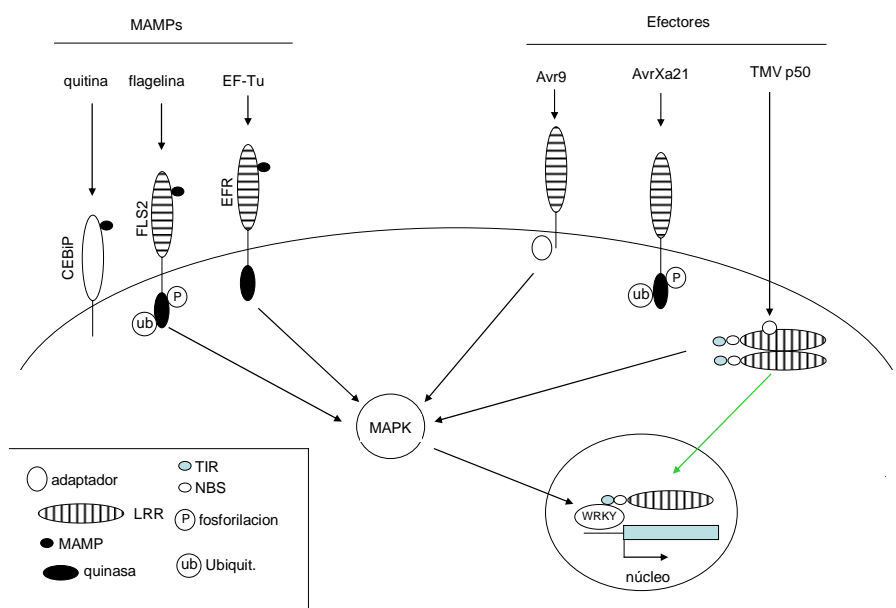 MAMPs
Efectores
quitina flagelina EF-Tu
Avr9 AvrXa21 TMV p50
CEBiP
FLS2
EFR
P
ub
P
ub
MAPK
WRKY
núcleo
adaptador
LRR
MAMP
quinasa
TIR
NBS
P fosforilacion
ub Ubiquit.